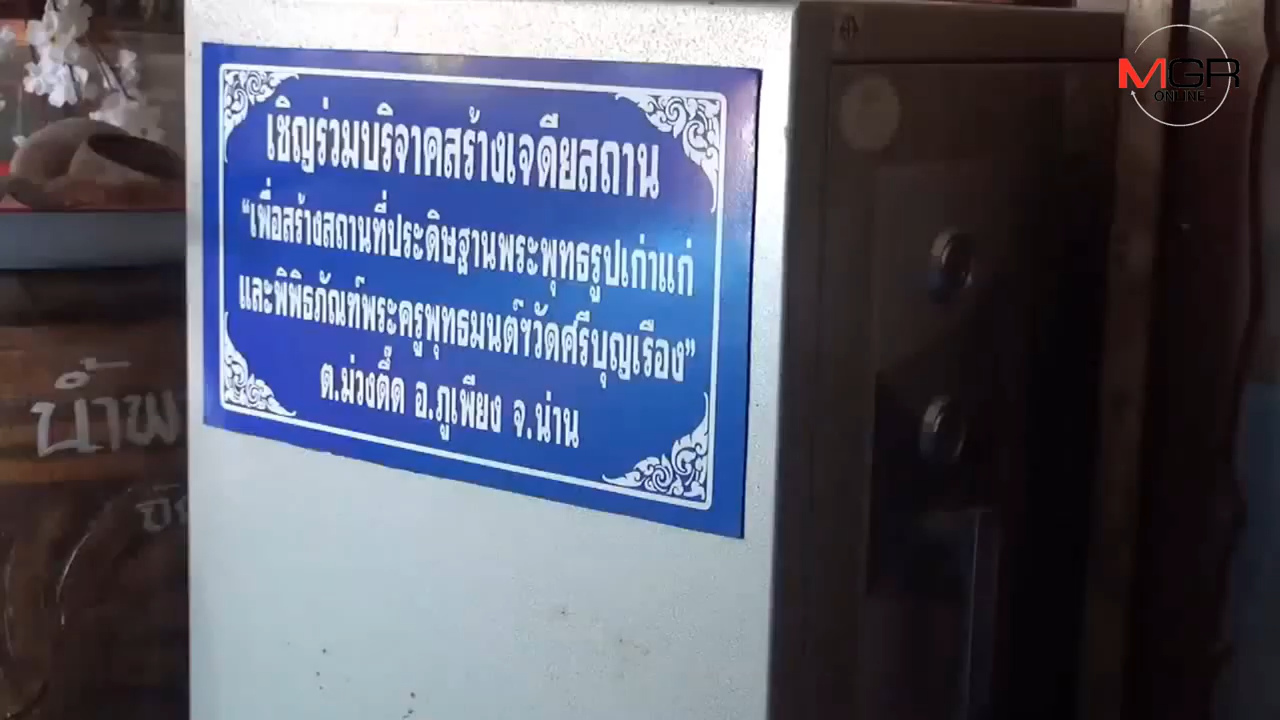 เชิญร่วมบริจาคสร้างเจดียสถาน
“เพื่อสร้างสถานที่ประดิษฐานพระพุทธรูปเก่าแก่
และพิพิธภัณฑ์พระครูพุทธมนต์ฯวัดศรีบุญเรือง”
ต.ม่วงตึ๊ด อ.ภูเพียง จ.น่าน
MGR
ONLINE